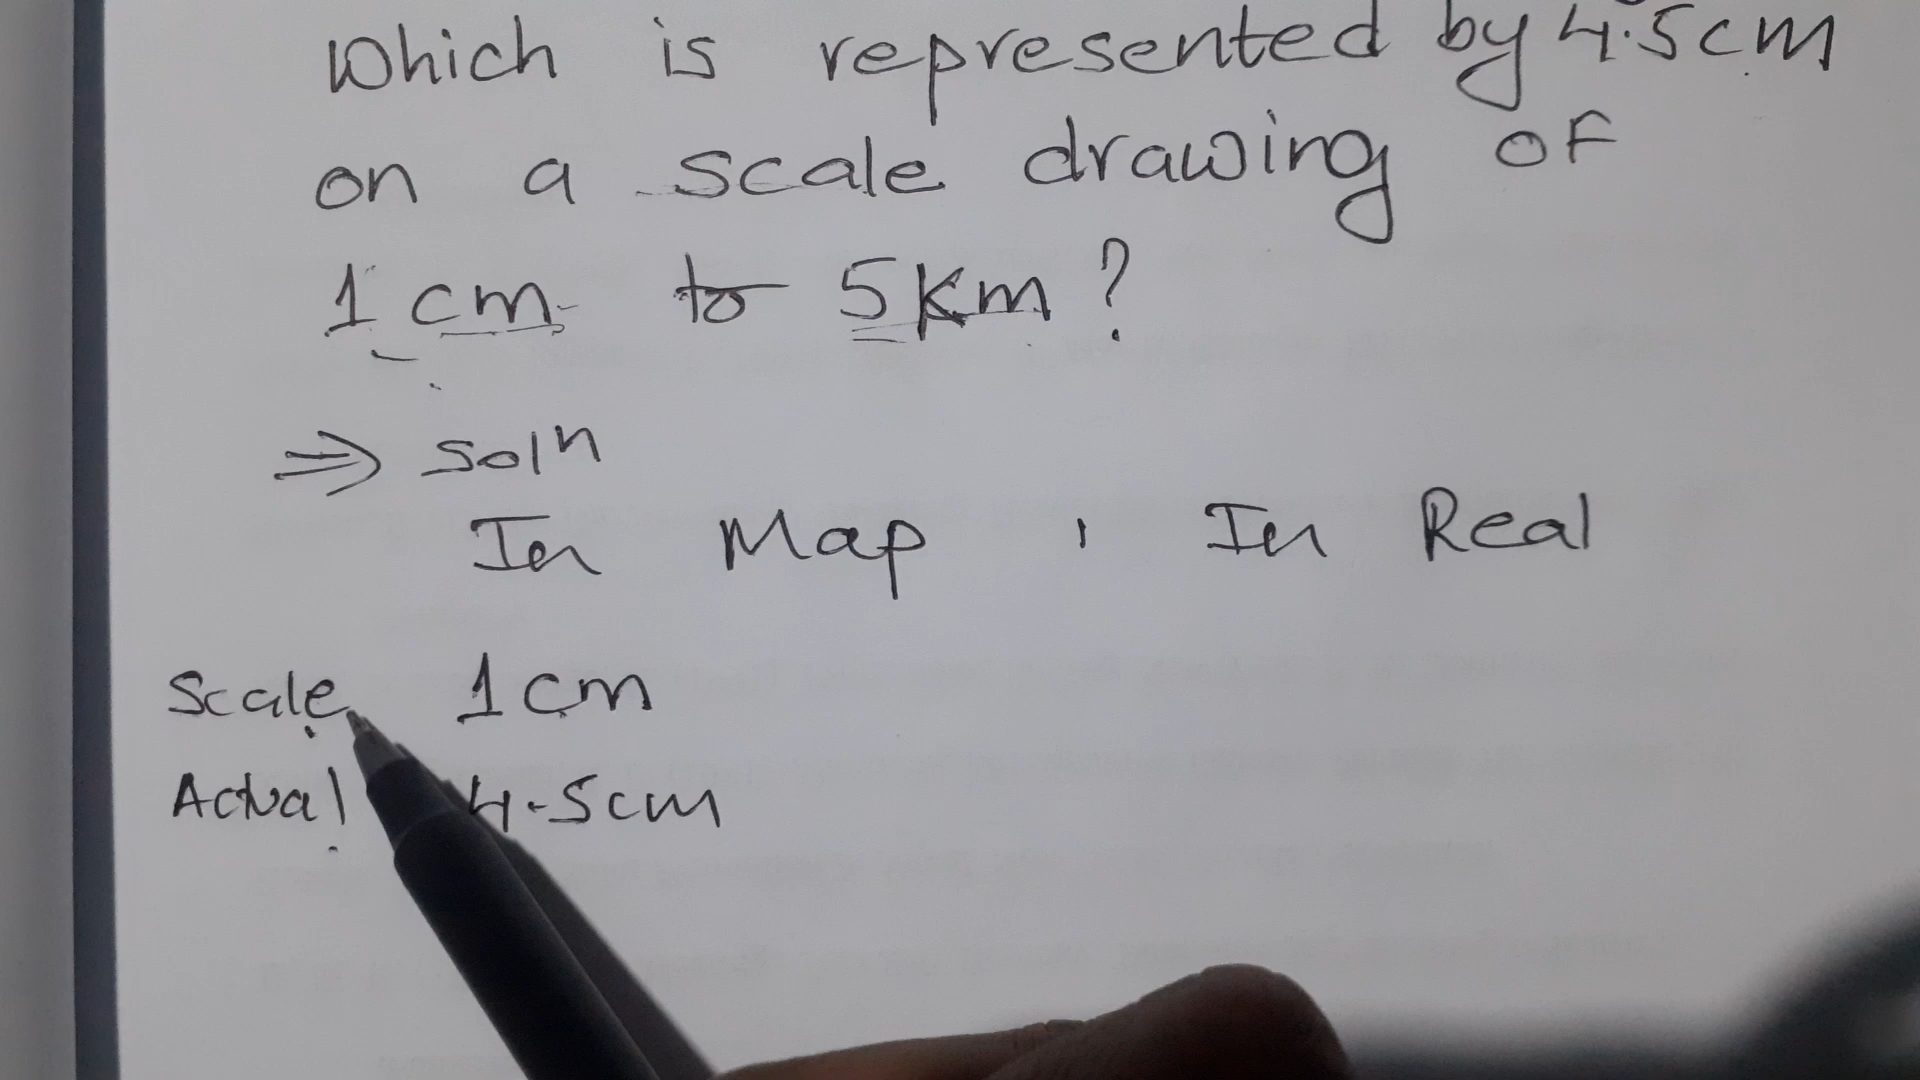 which is represented by 4.5cm
on a scale drawing of
1 cm to 5 km ?
⇒ soln
In Map , In Real
Scale 1 cm
Actual 4.5cm